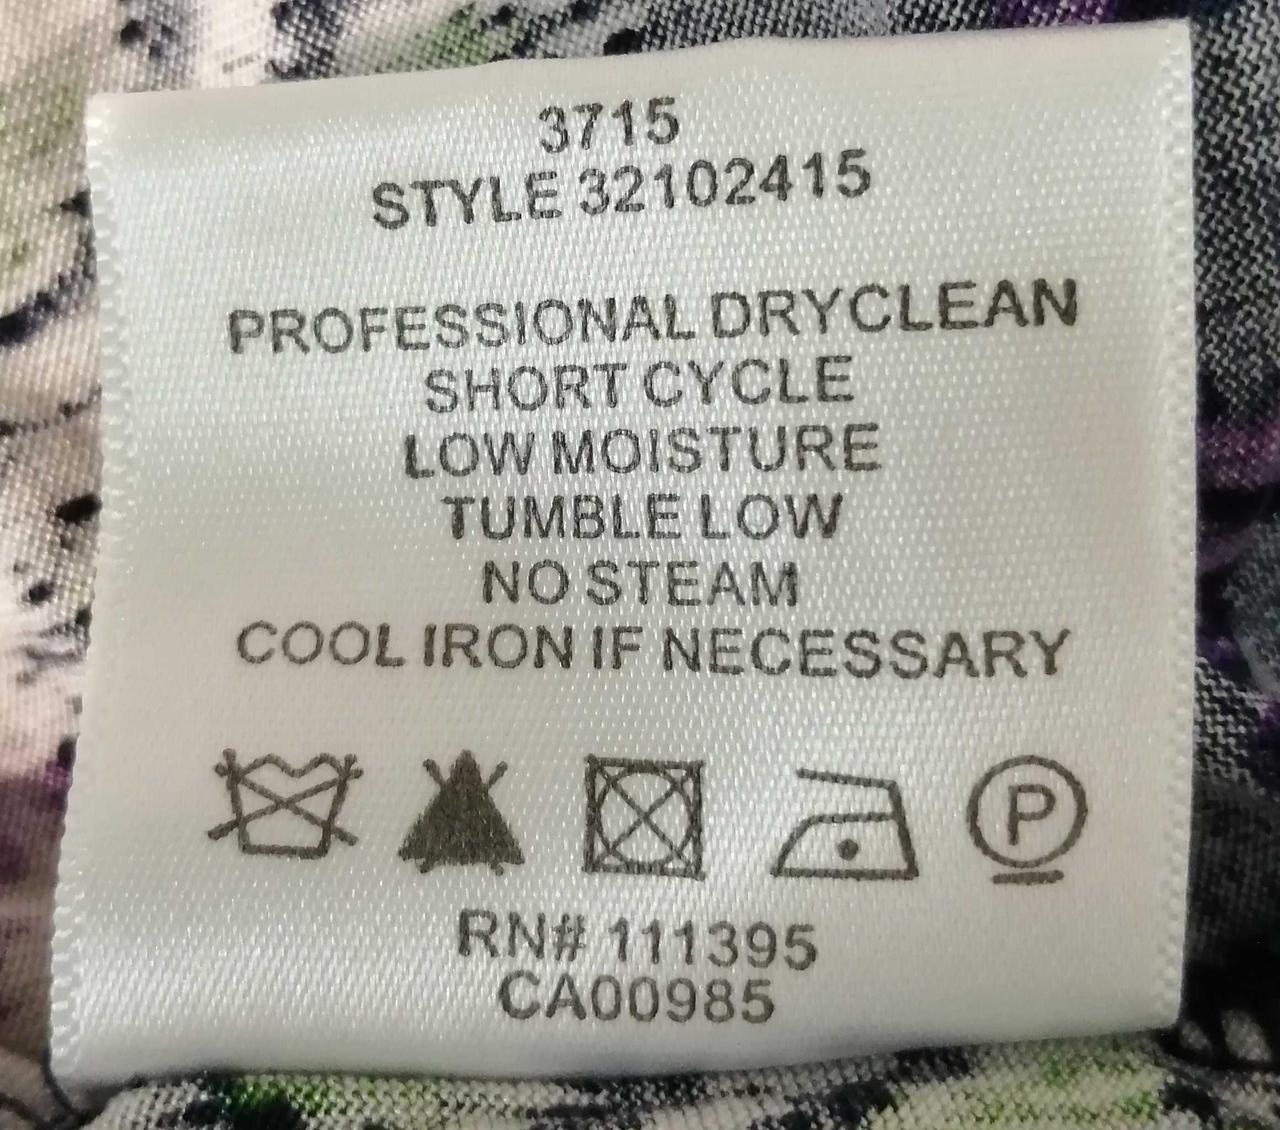 3715
STYLE 32102415
PROFESSIONAL DRYCLEAN
SHORT CYCLE
LOW MOISTURE
TUMBLE LOW
NO STEAM
COOL IRON IF NECESSARY
P
RN# 111395
CA00985